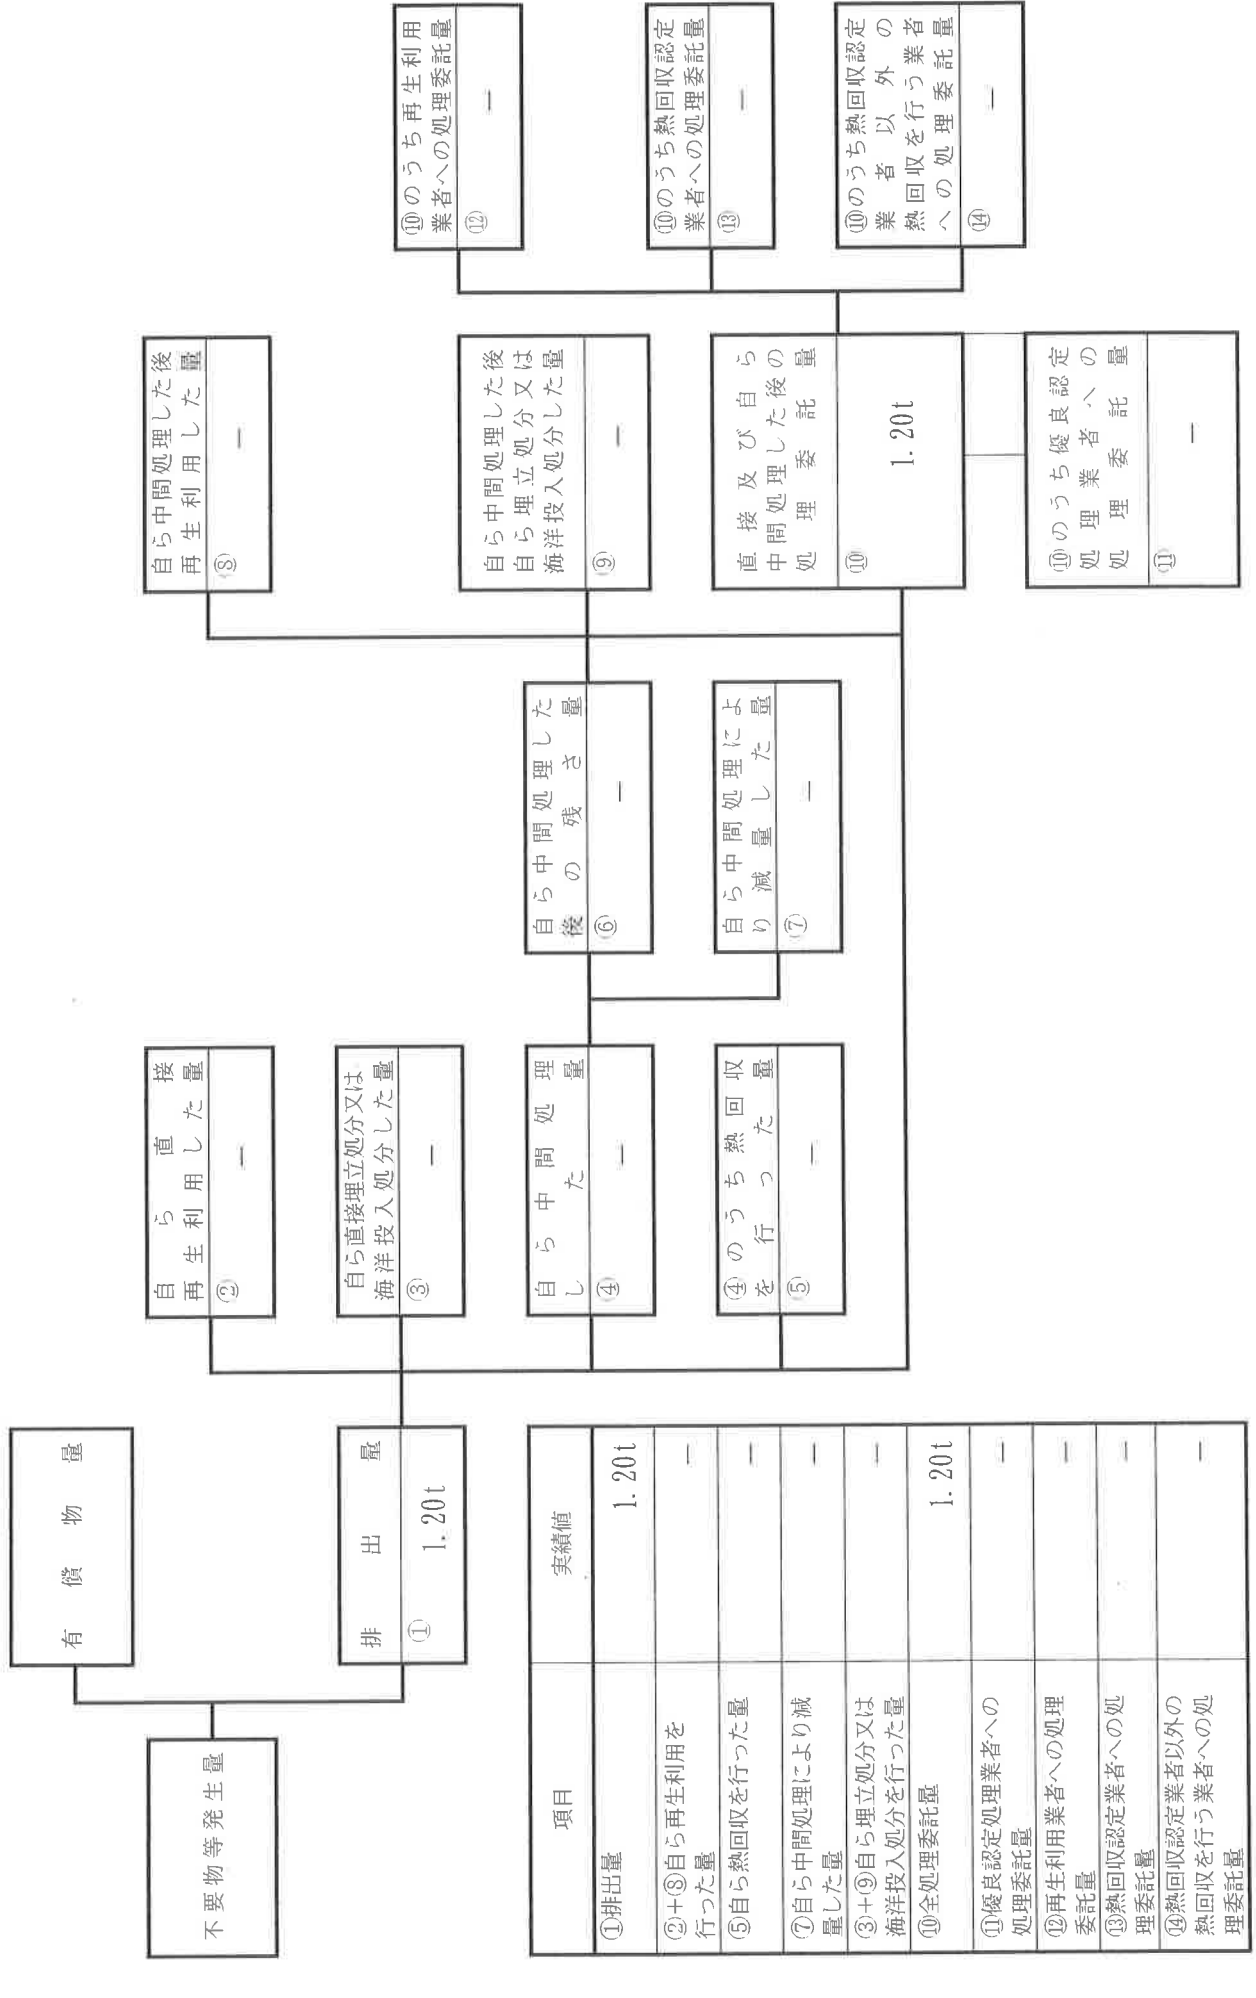 不要物等発生量
有償物量
排出量
①
1.20t
自ら直接
再生利用した量
②
—
自ら直接埋立処分又は
海洋投入処分した量
③
—
自ら中間処理
した量
④
—
④のうち熱回収
を行った量
⑤
—
自ら中間処理した
後の残さ量
⑥
—
自ら中間処理によ
り減量した量
⑦
—
自ら中間処理した後
再生利用した量
⑧
—
自ら中間処理した後
自ら埋立処分又は
海洋投入処分した量
⑨
—
直接及び自ら
中間処理した後の
処理委託量
⑩
1.20t
⑩のうち優良認定
処理業者への
処理委託量
⑪
—
⑩のうち再生利用
業者への処理委託量
⑫
—
⑩のうち熱回収認定
業者への処理委託量
⑬
—
⑩のうち熱回収認定
業者以外の
熱回収を行う業者
への処理委託量
⑭
—
項目 実績値
①排出量 1.20t
②+⑧自ら再生利用を
行った量 —
⑤自ら熱回収を行った量 —
⑦自ら中間処理により減
量した量 —
③+⑨自ら埋立処分又は
海洋投入処分を行った量 —
⑩全処理委託量 1.20t
⑪優良認定処理業者への
処理委託量 —
⑫再生利用業者への処理
委託量 —
⑬熱回収認定業者への処
理委託量 —
⑭熱回収認定業者以外の
熱回収を行う業者への処
理委託量 —